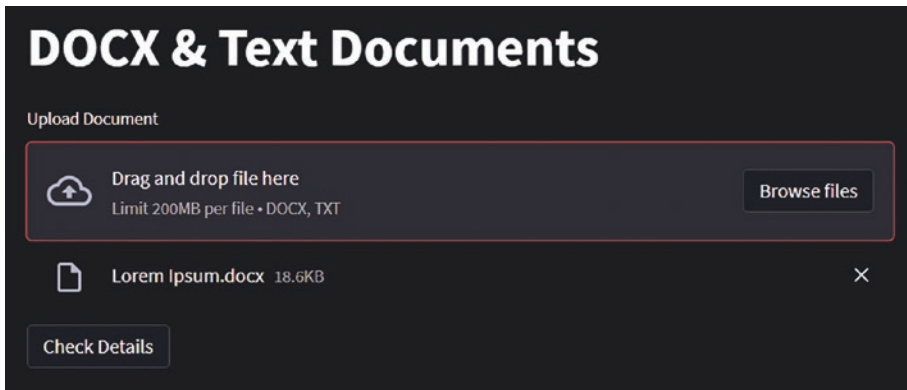 DOCX & Text Documents
Upload Document
Drag and drop file here
Browse files
Limit 200MB per file • DOCX, TXT
Lorem Ipsum.docx 18.6KB
Check Details